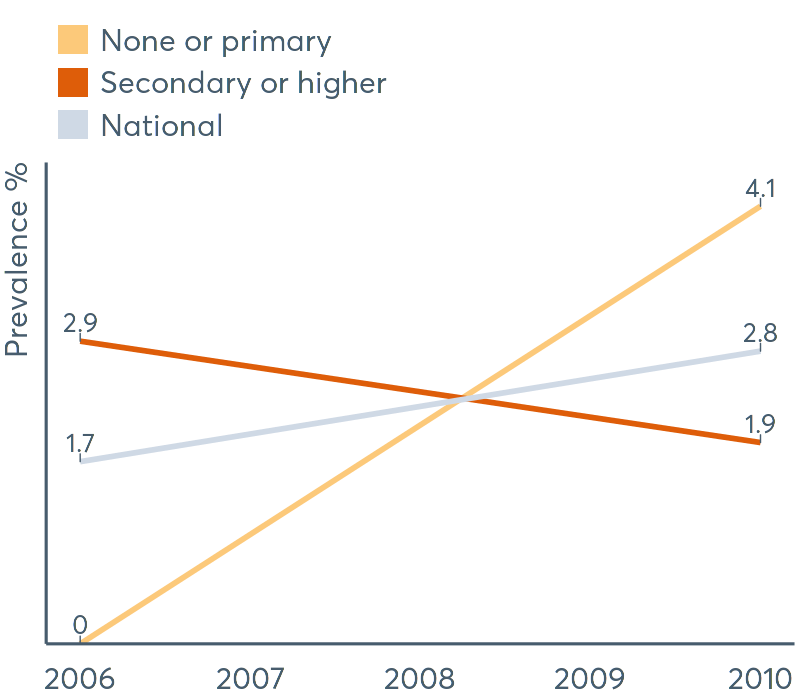 None or primary
Secondary or higher
National
Prevalence %
4.1
2.9
2.8
1.9
1.7
0
2006 2007 2008 2009 2010